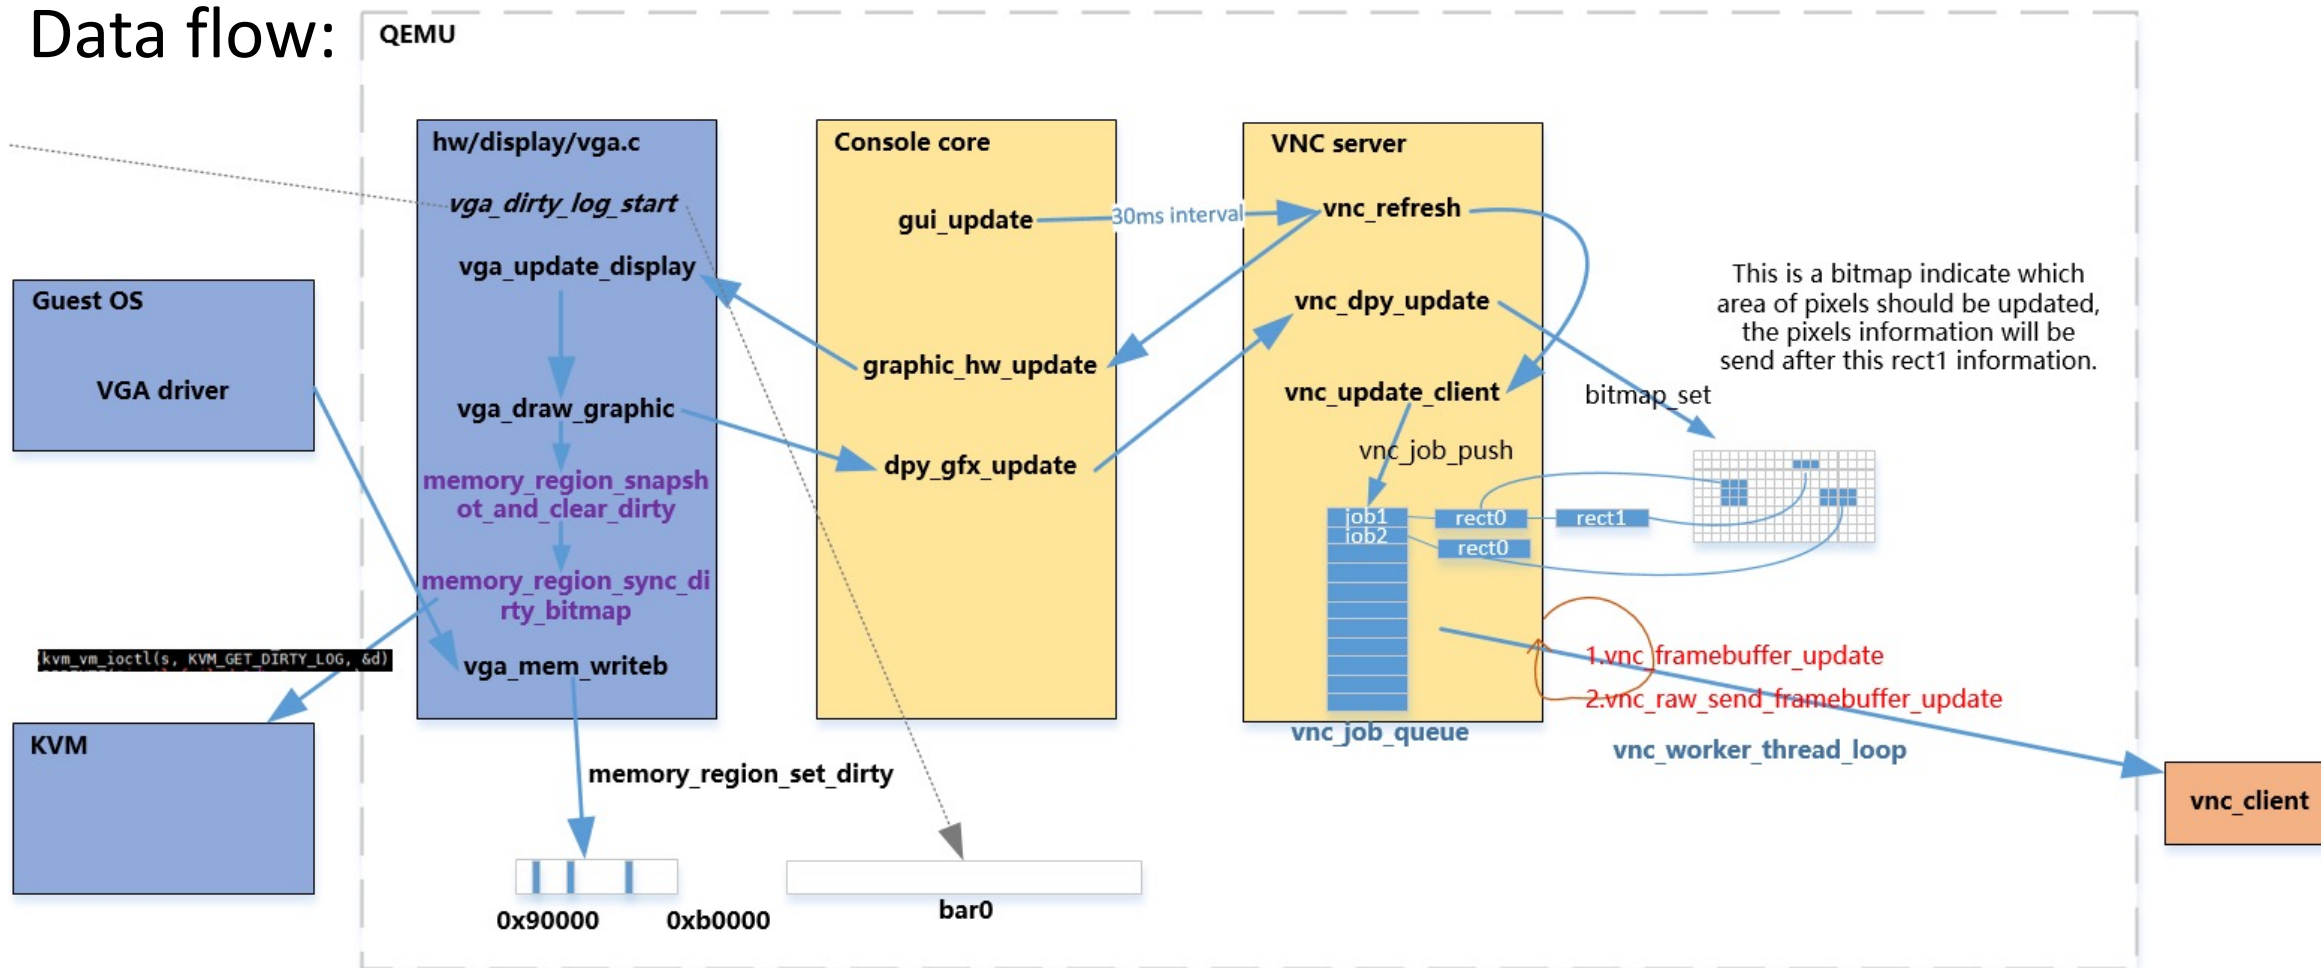 Data flow:
QEMU
hw/display/vga.c
vga_dirty_log_start
vga_update_display
vga_draw_graphic
memory_region_snapsh
ot_and_clear_dirty
memory_region_sync_di
rty_bitmap
vga_mem_writeb
Console core
gui_update
30ms interval
graphic_hw_update
dpy_gfx_update
VNC server
vnc_refresh
vnc_dpy_update
vnc_update_client
vnc_job_push
job1
job2
rect0
rect1
rect0
vnc_job_queue
This is a bitmap indicate which
area of pixels should be updated,
the pixels information will be
send after this rect1 information.
bitmap_set
1.vnc_framebuffer_update
2.vnc_raw_send_framebuffer_update
vnc_worker_thread_loop
vnc_client
Guest OS
VGA driver
(kvm_vm_ioctl(s, KVM_GET_DIRTY_LOG, &d)
KVM
memory_region_set_dirty
0x90000
0xb0000
bar0